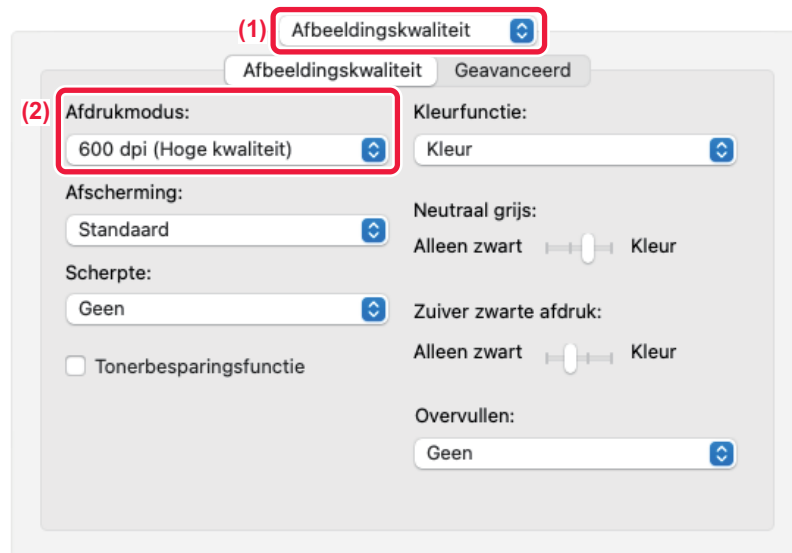 (1) Afbeeldingskwaliteit
Afbeeldingskwaliteit Geavanceerd
(2) Afdrukmodus:
600 dpi (Hoge kwaliteit)
Afscherming:
Standaard
Scherpte:
Geen
Tonerbesparingsfunctie
Kleurfunctie:
Kleur
Neutraal grijs:
Alleen zwart Kleur
Zuiver zwarte afdruk:
Alleen zwart Kleur
Overvullen:
Geen